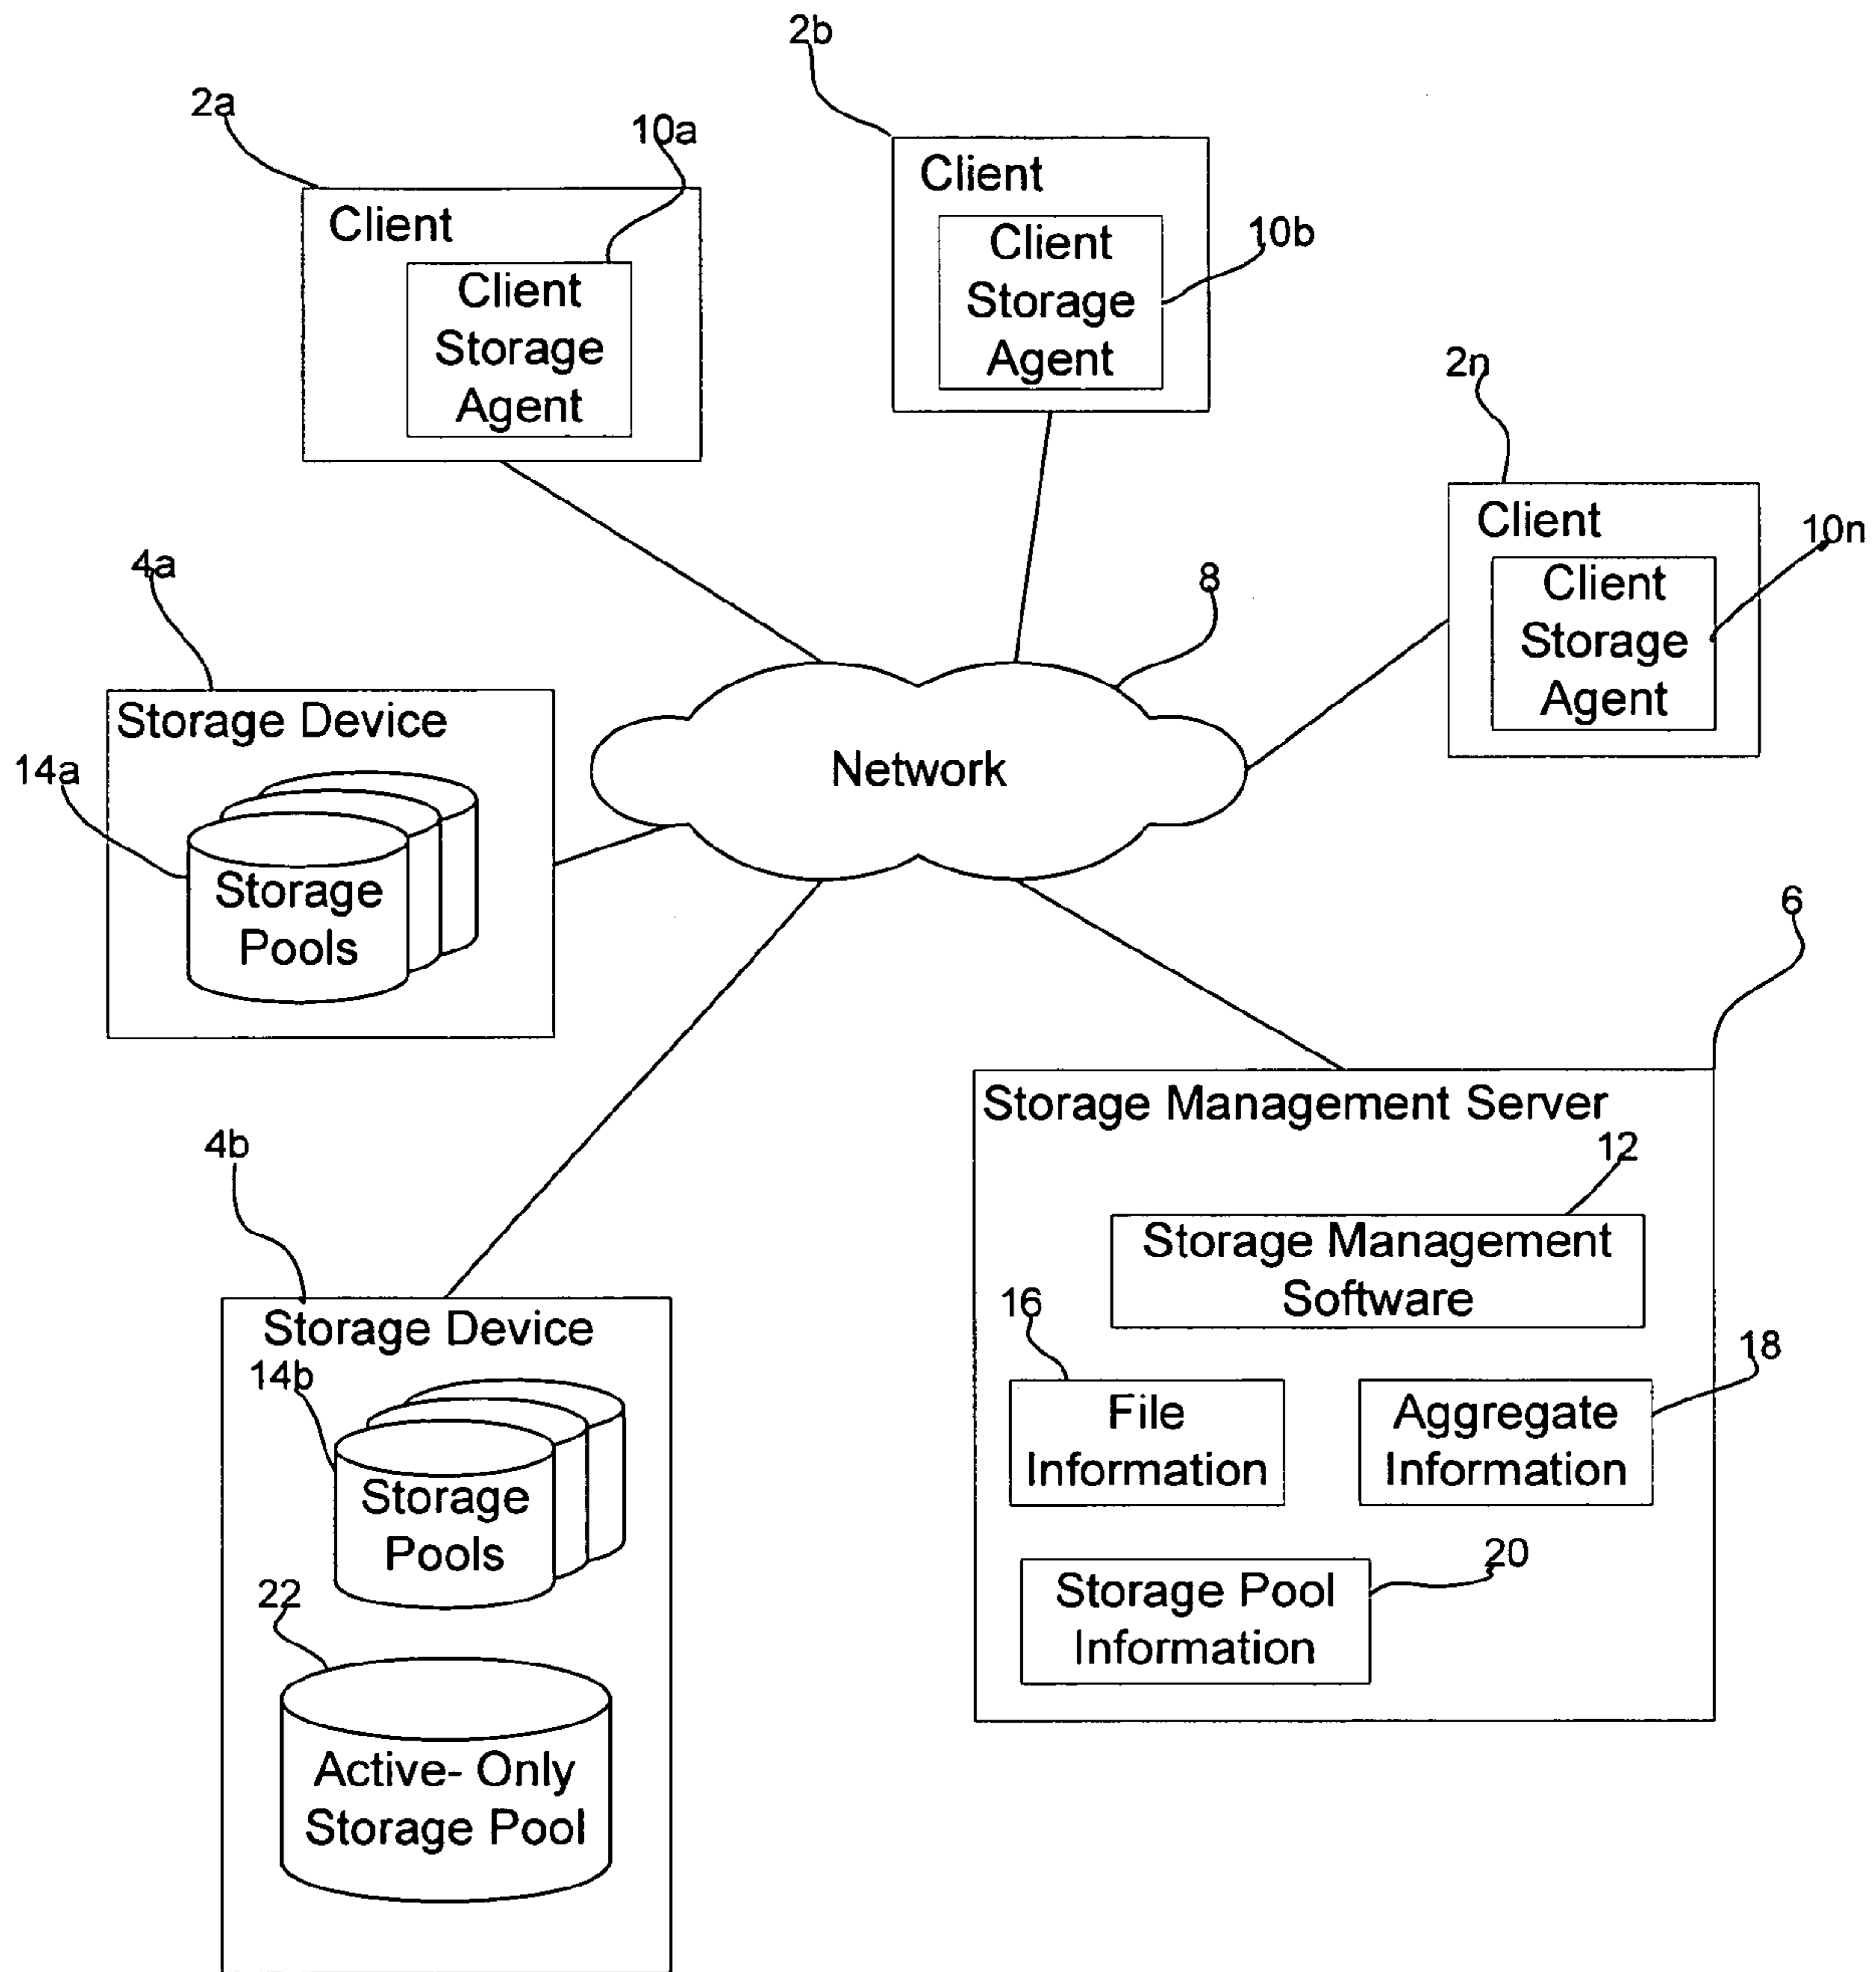 2b
2a
10a
Client
Client
Storage
Agent
Client
Client
Storage
Agent
10b
2n
Client
Client
Storage
Agent
10n
4a
8
Storage Device
14a
Storage
Pools
Network
6
Storage Management Server
12
Storage Management
Software
16
File
Information
18
Aggregate
Information
20
Storage Pool
Information
4b
Storage Device
14b
Storage
Pools
22
Active- Only
Storage Pool